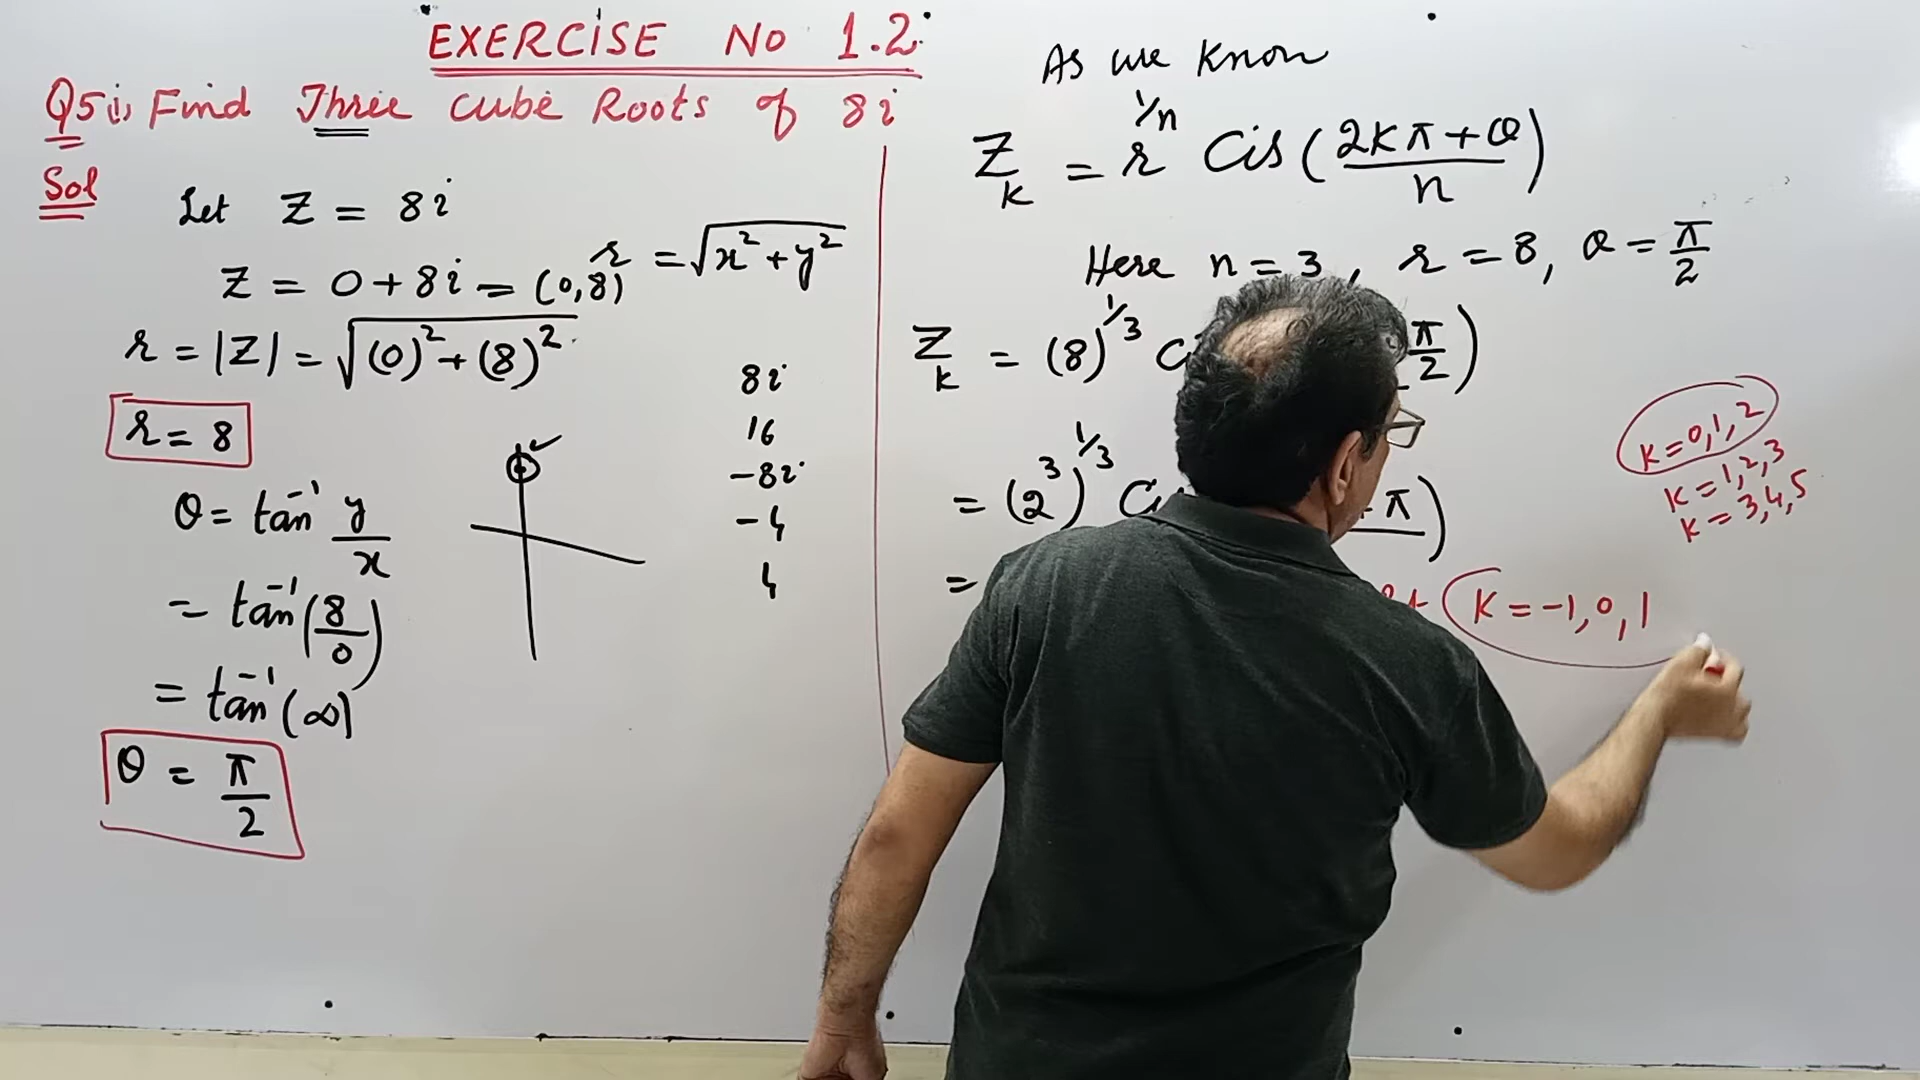 EXERCISE NO 1.2
Q5i, Find Three Cube Roots of 8i
Sol
Let Z = 8i
Z = 0+8i = (0,8)
r = √(x²+y²)
r = |Z| = √((0)²+(8)²)
r = 8
θ = tan⁻¹ y/x
= tan⁻¹(8/0)
= tan⁻¹(∞)
θ = π/2
8i
16
-8i
-4
4
As we know
Z_k = r^(1/n) Cis((2kπ+θ)/n)
Here n = 3, r = 8, θ = π/2
Z_k = (8)^(1/3) π/2)
= (2³)^(1/3) π)
=
K = -1, 0, 1
K = 0,1,2
K = 1,2,3
K = 3,4,5